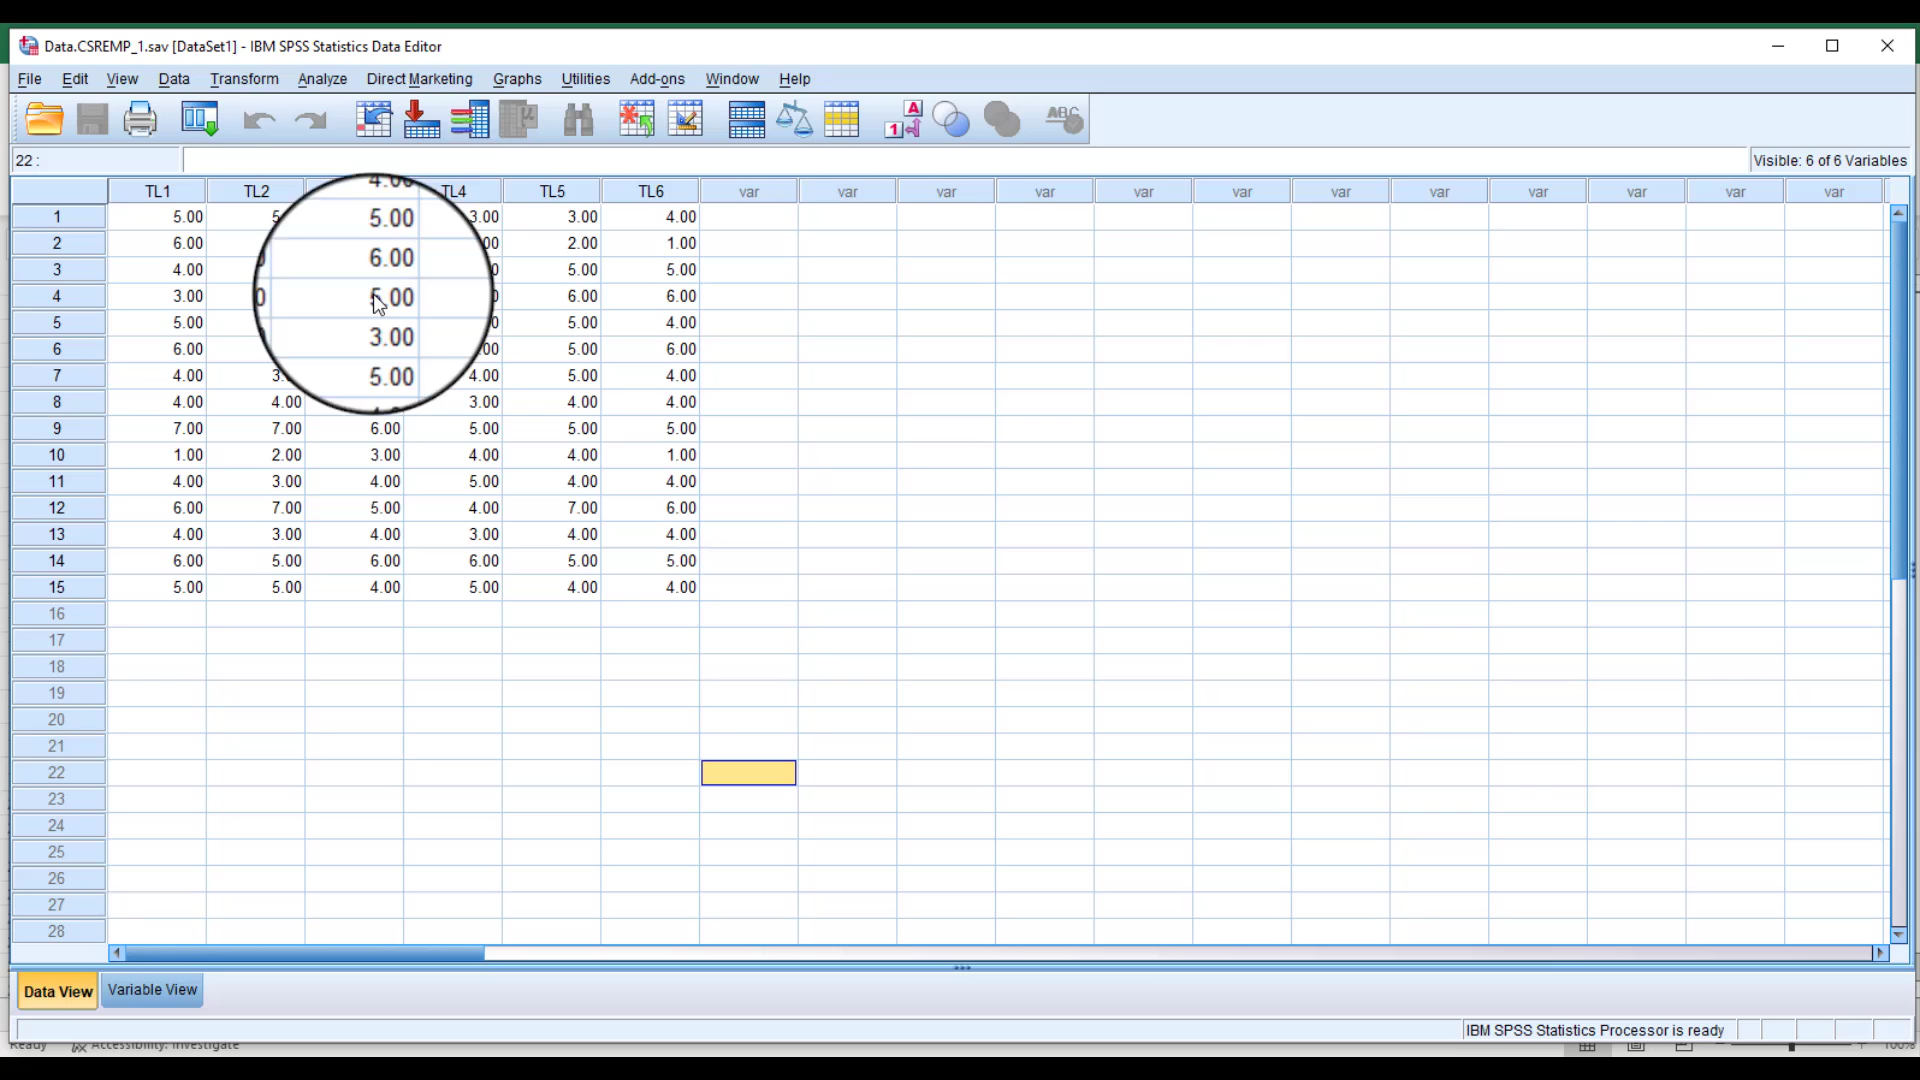 Data.CSREMP_1.sav [DataSet1] - IBM SPSS Statistics Data Editor
File Edit View Data Transform Analyze Direct Marketing Graphs Utilities Add-ons Window Help
22 : Visible: 6 of 6 Variables
TL1 TL2 TL4 TL5 TL6 var var var var var var var var var var var var
1 5.00 3.00 3.00 4.00
2 6.00 2.00 1.00
3 4.00 5.00 5.00
4 3.00 6.00 6.00
5 5.00 5.00 4.00
6 6.00 5.00 6.00
7 4.00 4.00 5.00 4.00
8 4.00 4.00 3.00 4.00 4.00
9 7.00 7.00 6.00 5.00 5.00 5.00
10 1.00 2.00 3.00 4.00 4.00 1.00
11 4.00 3.00 4.00 5.00 4.00 4.00
12 6.00 7.00 5.00 4.00 7.00 6.00
13 4.00 3.00 4.00 3.00 4.00 4.00
14 6.00 5.00 6.00 6.00 5.00 5.00
15 5.00 5.00 4.00 5.00 4.00 4.00
16
17
18
19
20
21
22
23
24
25
26
27
28
4.00
5.00
6.00
5.00
3.00
5.00
Data View Variable View
IBM SPSS Statistics Processor is ready
Ready Accessibility: Investigate 100%